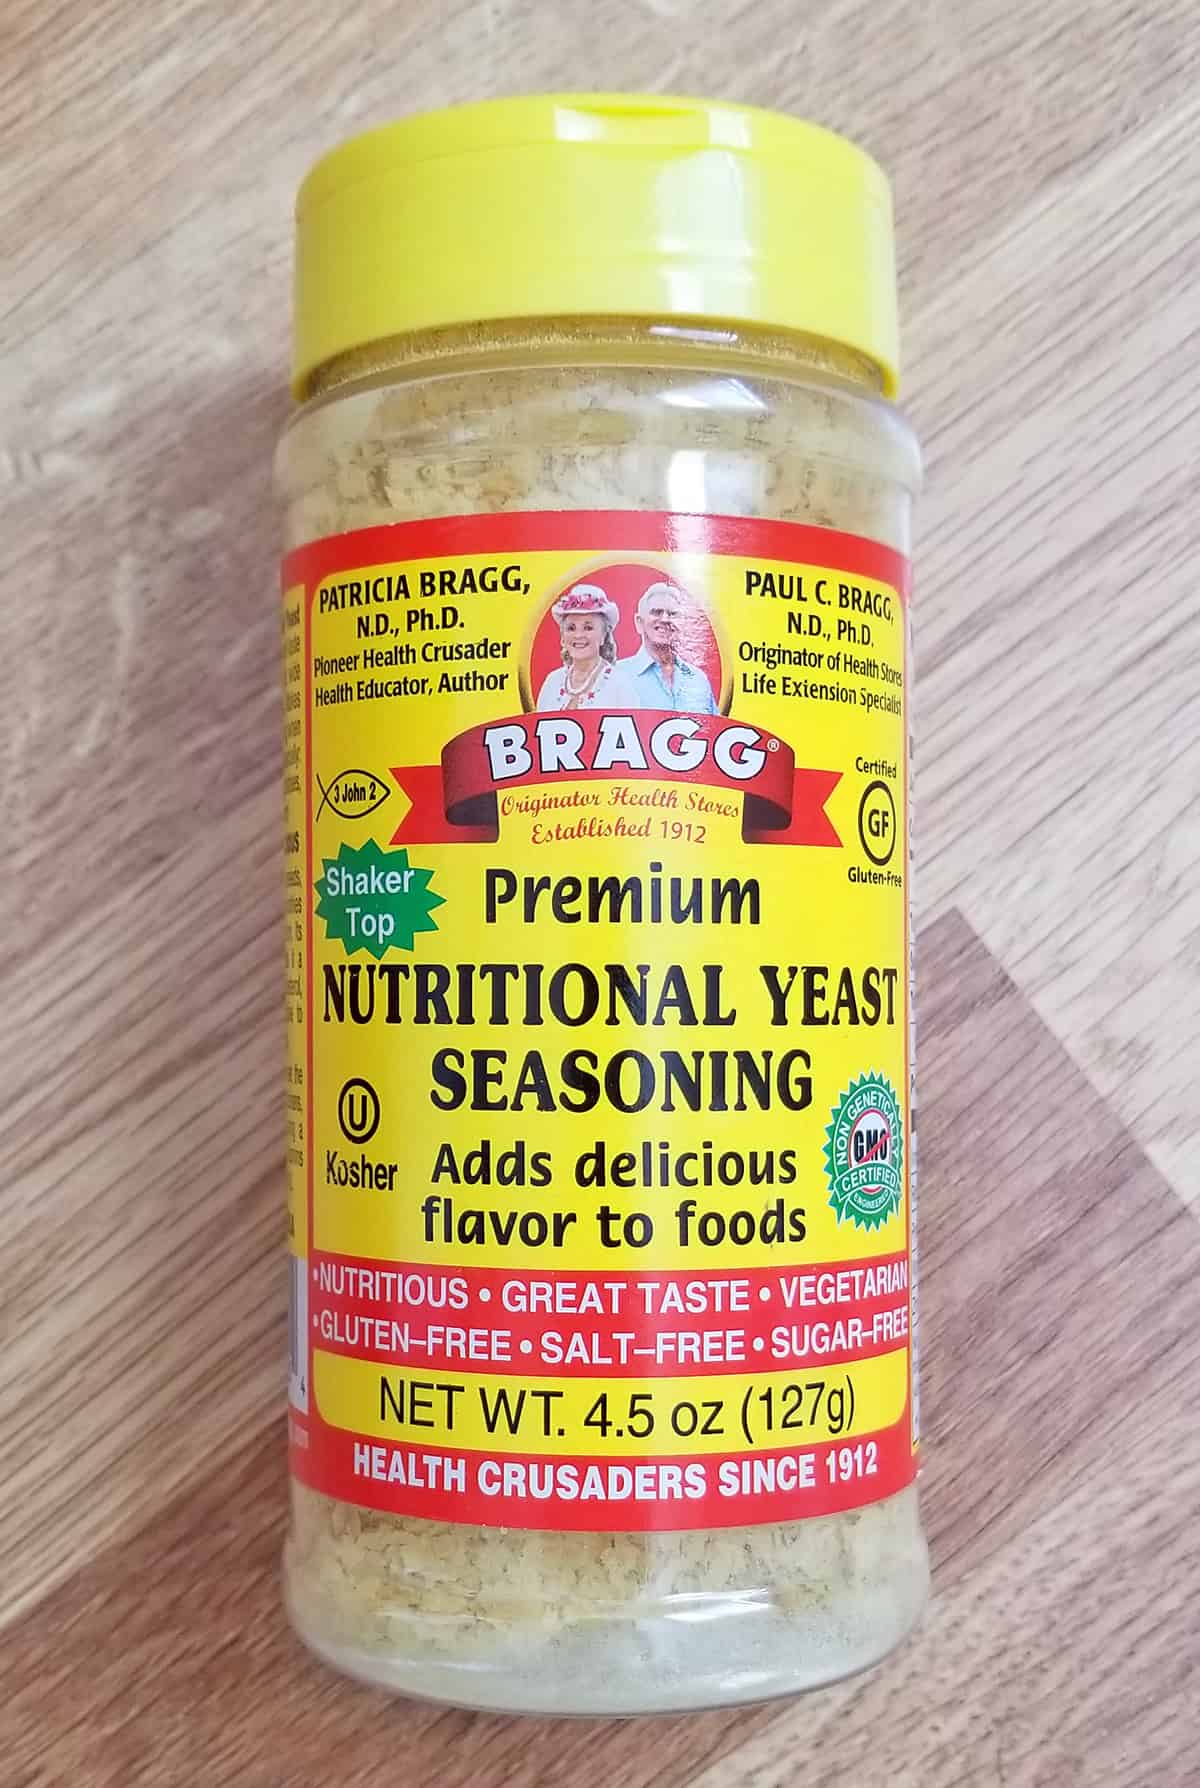 PATRICIA BRAGG,
N.D., Ph.D.
Pioneer Health Crusader
Health Educator, Author
PAUL C. BRAGG,
N.D., Ph.D.
Originator of Health Stores
Life Extension Specialist
BRAGG®
Originator Health Stores
Established 1912
3 John 2
Certified
GF
Gluten-Free
Shaker
Top
Premium
NUTRITIONAL YEAST
SEASONING
U
Kosher
Adds delicious
flavor to foods
NON GENETICALLY
GMO
CERTIFIED
ENGINEERED
•NUTRITIOUS • GREAT TASTE • VEGETARIAN
•GLUTEN–FREE • SALT–FREE • SUGAR–FREE
NET WT. 4.5 oz (127g)
HEALTH CRUSADERS SINCE 1912
4